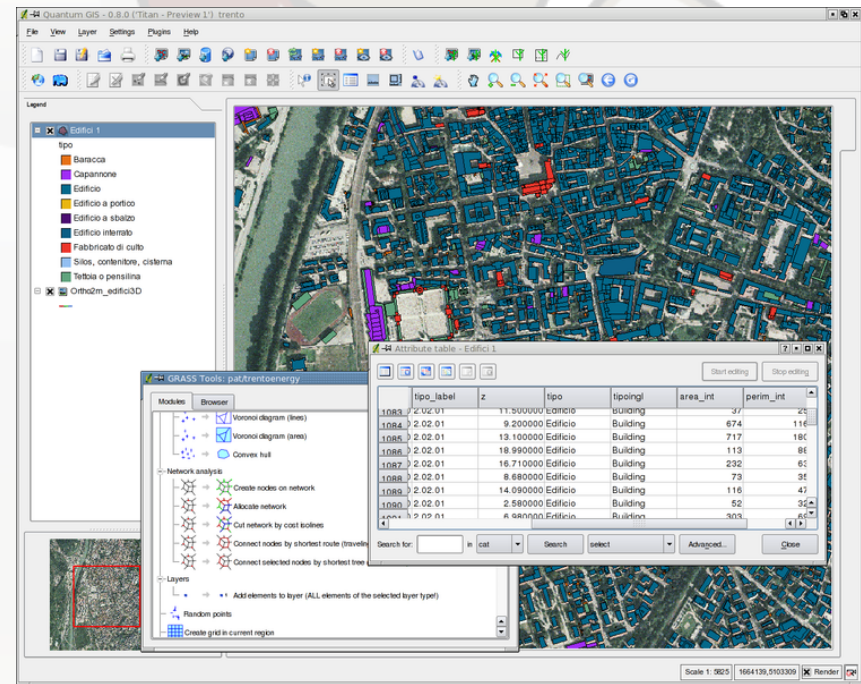 Quantum GIS - 0.8.0 ('Titan - Preview 1') trento
File View Layer Settings Plugins Help
Legend
Edifici 1
tipo
Baracca
Capannone
Edificio
Edificio a portico
Edificio a sbalzo
Edificio interrato
Fabbricato di culto
Silos, contenitore, cisterna
Tettoia o pensilina
Ortho2m_edifici3D
GRASS Tools: pat/trentoenergy
Modules Browser
Voronoi diagram (lines)
Voronoi diagram (area)
Convex hull
Network analysis
Create nodes on network
Allocate network
Cut network by cost isolines
Connect nodes by shortest route (traveling
Connect selected nodes by shortest tree
Layers
Add elements to layer (ALL elements of the selected layer type!)
Random points
Create grid in current region
Attribute table - Edifici 1
Start editing Stop editing
tipo_label z tipo tipoingl area_int perim_int
1083 2.02.01 11.500000 Edificio Building 37 25
1084 2.02.01 9.200000 Edificio Building 674 116
1085 2.02.01 13.100000 Edificio Building 717 180
1086 2.02.01 18.990000 Edificio Building 113 88
1087 2.02.01 16.710000 Edificio Building 232 63
1088 2.02.01 8.680000 Edificio Building 73 35
1089 2.02.01 14.090000 Edificio Building 116 47
1090 2.02.01 2.580000 Edificio Building 52 32
1091 2.02.01 6.980000 Edificio Building 303 69
Search for: in cat Search select Advanced... Close
Scale 1: 5825 1664139,5103309 Render